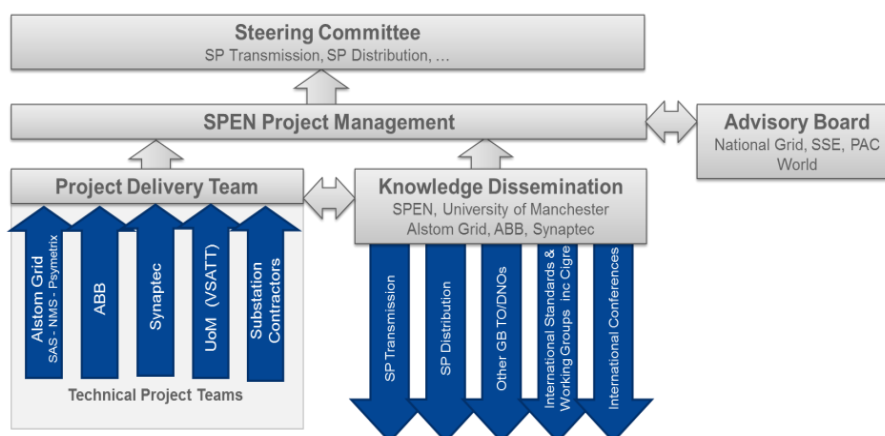 Steering Committee
SP Transmission, SP Distribution, ...
SPEN Project Management
Advisory Board
National Grid, SSE, PAC
World
Project Delivery Team
Knowledge Dissemination
SPEN, University of Manchester
Alstom Grid, ABB, Synaptec
Alstom Grid
SAS - NMS - Psymetrix
ABB
Synaptec
UoM (VSATT)
Substation
Contractors
Technical Project Teams
SP Transmission
SP Distribution
Other GB TO/DNOs
International Standards &
Working Groups inc Cigre
International Conferences